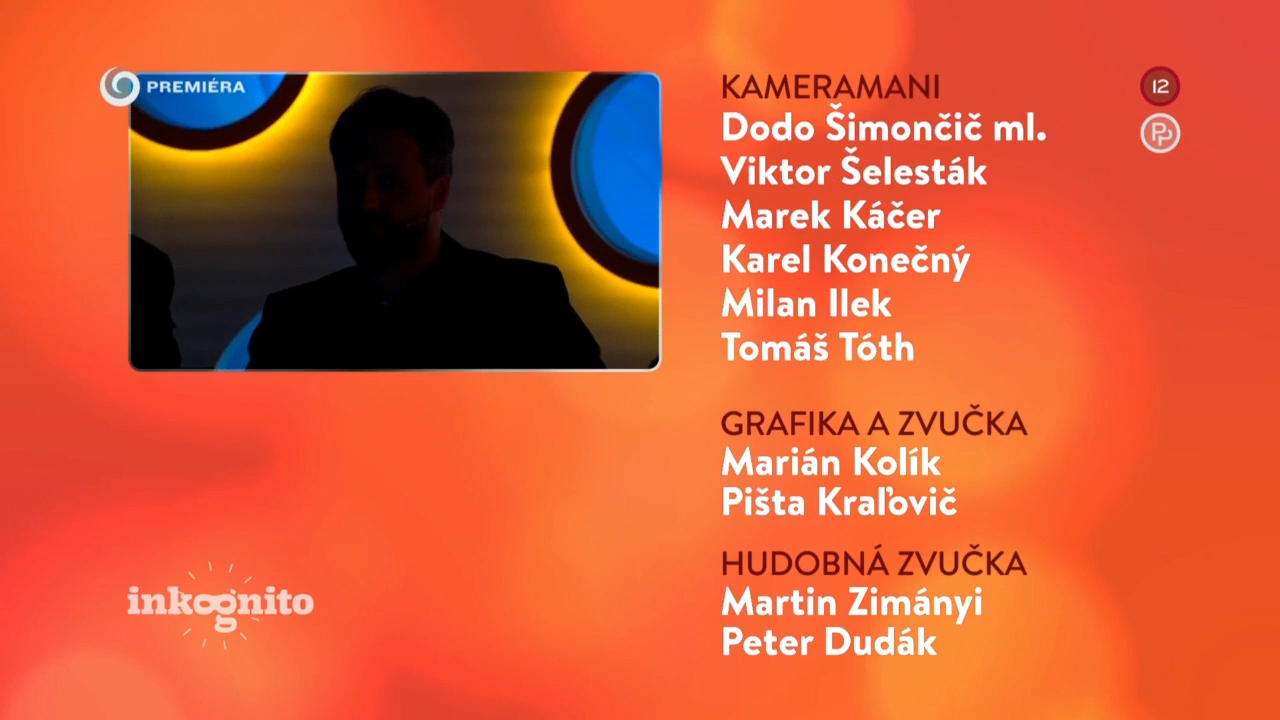 PREMIÉRA
KAMERAMANI
Dodo Šimončič ml.
Viktor Šelesták
Marek Káčer
Karel Konečný
Milan Ilek
Tomáš Tóth
GRAFIKA A ZVUČKA
Marián Kolík
Pišta Kraľovič
HUDOBNÁ ZVUČKA
Martin Zimányi
Peter Dudák
inkognito
12
PP